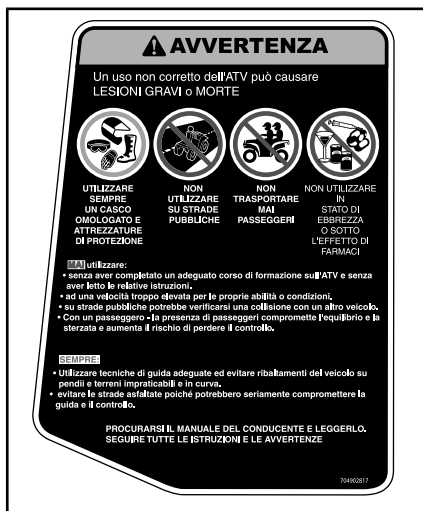 AVVERTENZA
Un uso non corretto dell'ATV può causare
LESIONI GRAVI o MORTE
UTILIZZARE
SEMPRE
UN CASCO
OMOLOGATO E
ATTREZZATURE
DI PROTEZIONE
NON
UTILIZZARE
SU STRADE
PUBBLICHE
NON
TRASPORTARE
MAI
PASSEGGERI
NON UTILIZZARE
IN
STATO DI
EBBREZZA
O SOTTO
L'EFFETTO DI
FARMACI
MAI utilizzare:
• senza aver completato un adeguato corso di formazione sull'ATV e senza
aver letto le relative istruzioni.
• ad una velocità troppo elevata per le proprie abilità o condizioni.
• su strade pubbliche potrebbe verificarsi una collisione con un altro veicolo.
• Con un passeggero - la presenza di passeggeri compromette l'equilibrio e la
sterzata e aumenta il rischio di perdere il controllo.
SEMPRE:
• Utilizzare tecniche di guida adeguate ed evitare ribaltamenti del veicolo su
pendii e terreni impraticabili e in curva.
• evitare le strade asfaltate poiché potrebbero seriamente compromettere la
guida e il controllo.
PROCURARSI IL MANUALE DEL CONDUCENTE E LEGGERLO.
SEGUIRE TUTTE LE ISTRUZIONI E LE AVVERTENZE
704902817